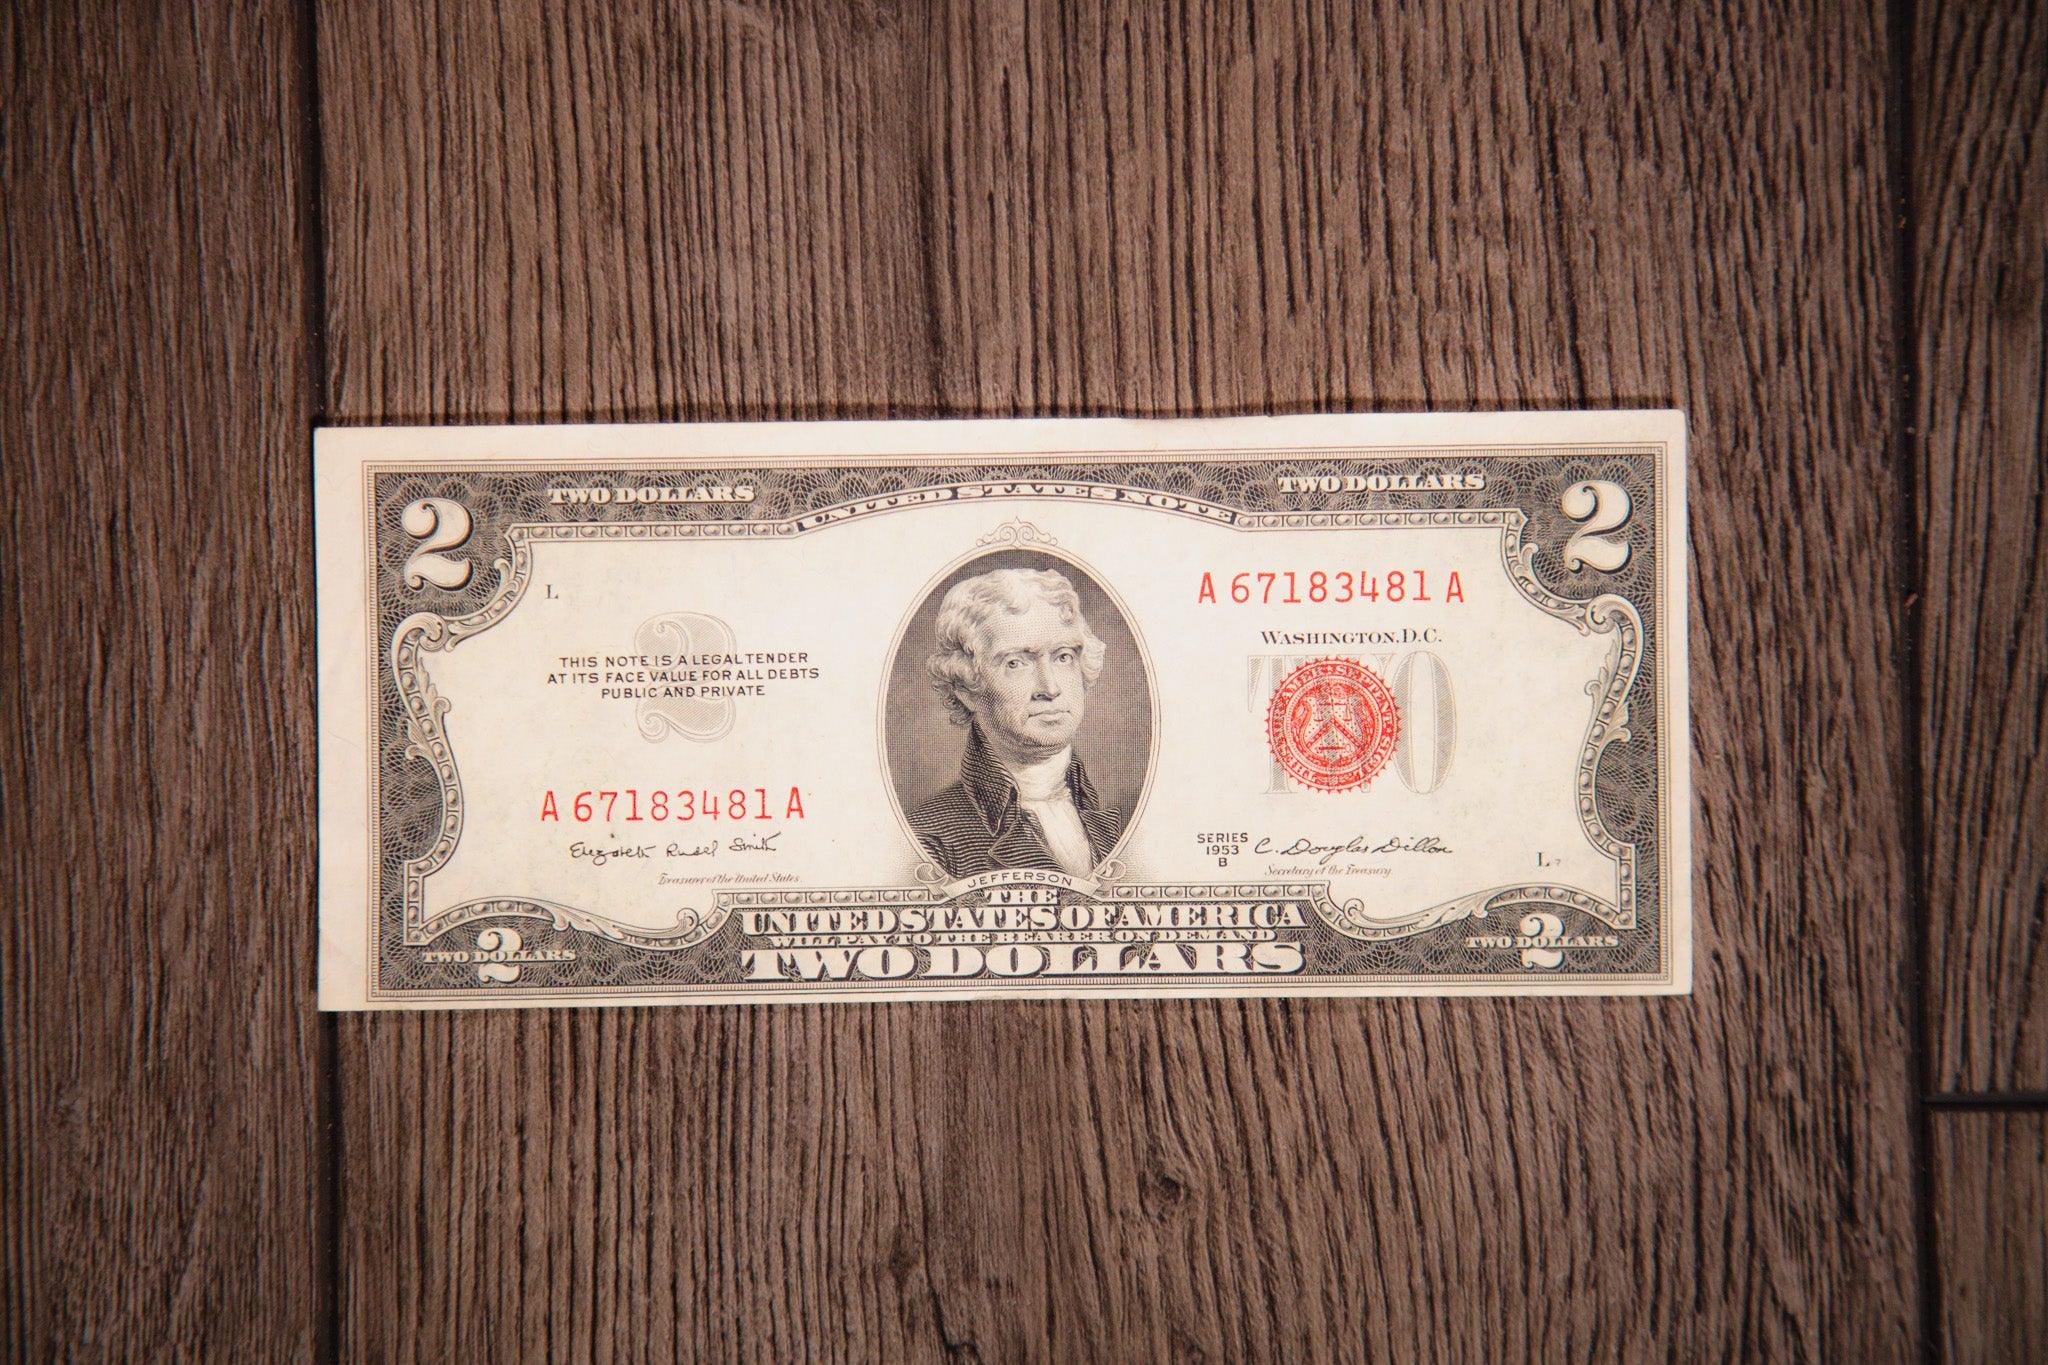 TWO DOLLARS
UNITED STATES NOTE
TWO DOLLARS
2
2
L
A 67183481 A
WASHINGTON, D.C.
2
THIS NOTE IS A LEGAL TENDER
AT ITS FACE VALUE FOR ALL DEBTS
PUBLIC AND PRIVATE
TWO
A 67183481 A
Elizabeth Rudel Smith
Treasurer of the United States.
SERIES
1953
B
C. Douglas Dillon
Secretary of the Treasury.
L
JEFFERSON
THE
UNITED STATES OF AMERICA
WILL PAY TO THE BEARER ON DEMAND
TWO DOLLARS
2
TWO DOLLARS
2
TWO DOLLARS